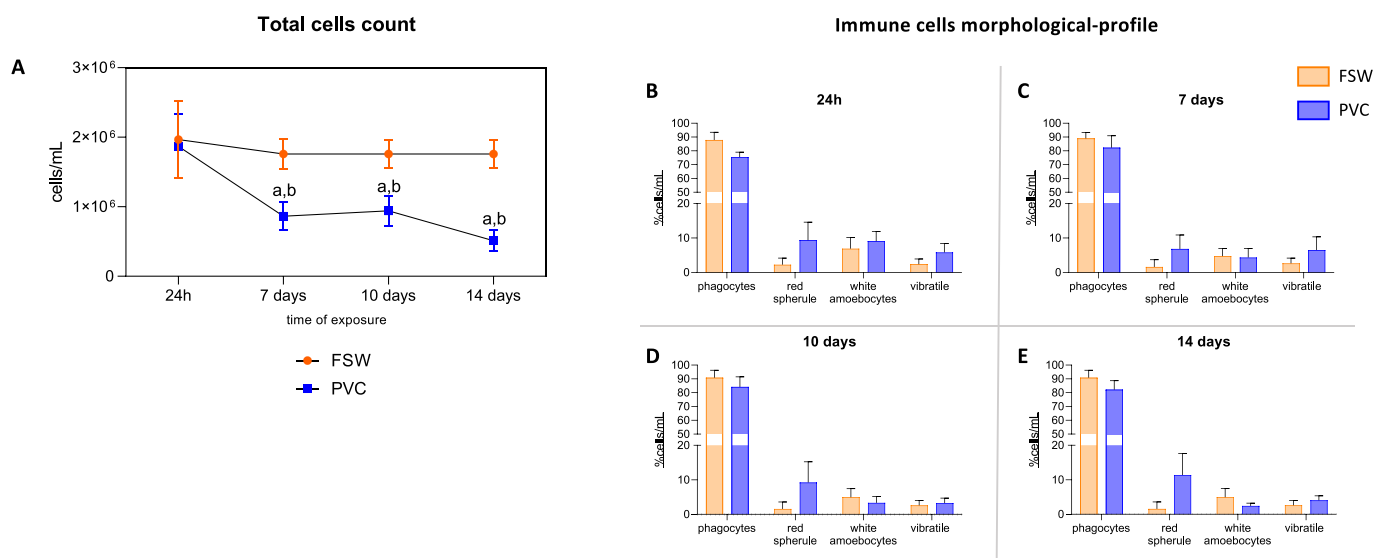 Total cells count
A
3×10⁶
2×10⁶
1×10⁶
0
cells/mL
a,b
a,b
a,b
24h
7 days
10 days
14 days
time of exposure
FSW
PVC
Immune cells morphological-profile
FSW
PVC
B
24h
100
90
80
70
60
50
20
10
0
%cells/mL
phagocytes
red
spherule
white
amoebocytes
vibratile
C
7 days
100
90
80
70
60
50
20
10
0
%cells/mL
phagocytes
red
spherule
white
amoebocytes
vibratile
D
10 days
100
90
80
70
60
50
20
10
0
%cells/mL
phagocytes
red
spherule
white
amoebocytes
vibratile
E
14 days
100
90
80
70
60
50
20
10
0
%cells/mL
phagocytes
red
spherule
white
amoebocytes
vibratile